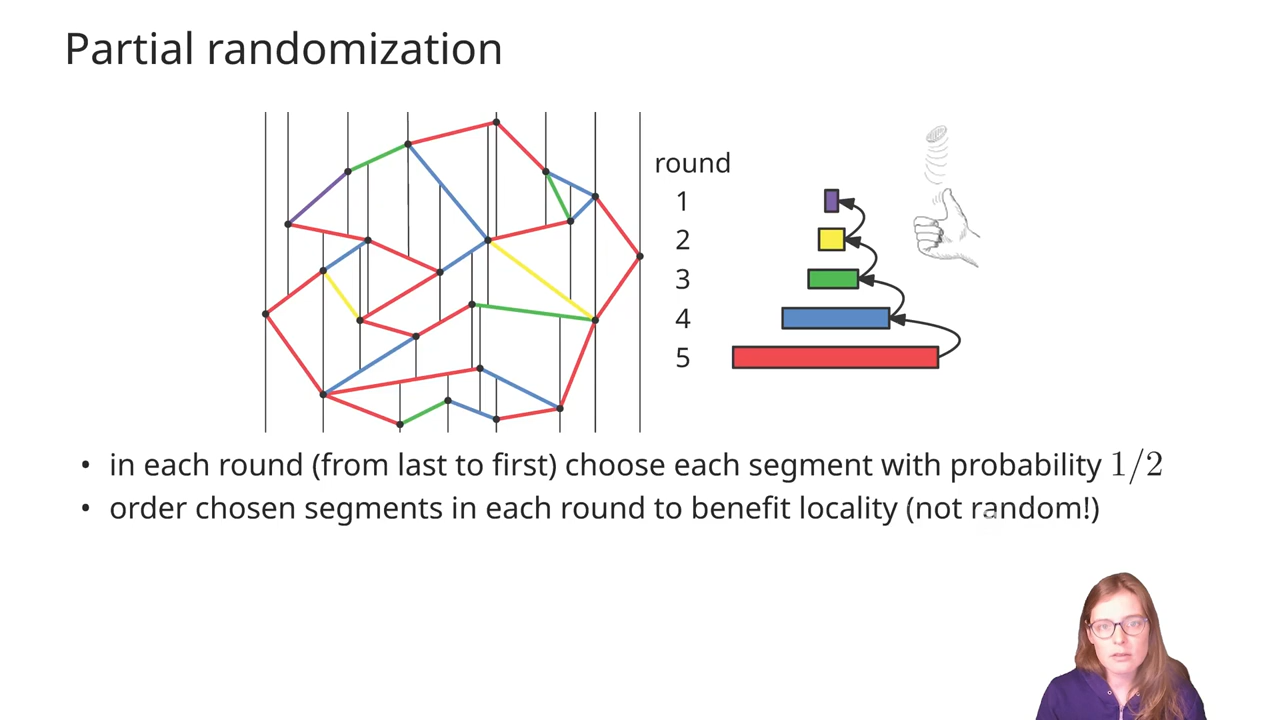 Partial randomization
round
1
2
3
4
5
• in each round (from last to first) choose each segment with probability 1/2
• order chosen segments in each round to benefit locality (not random!)